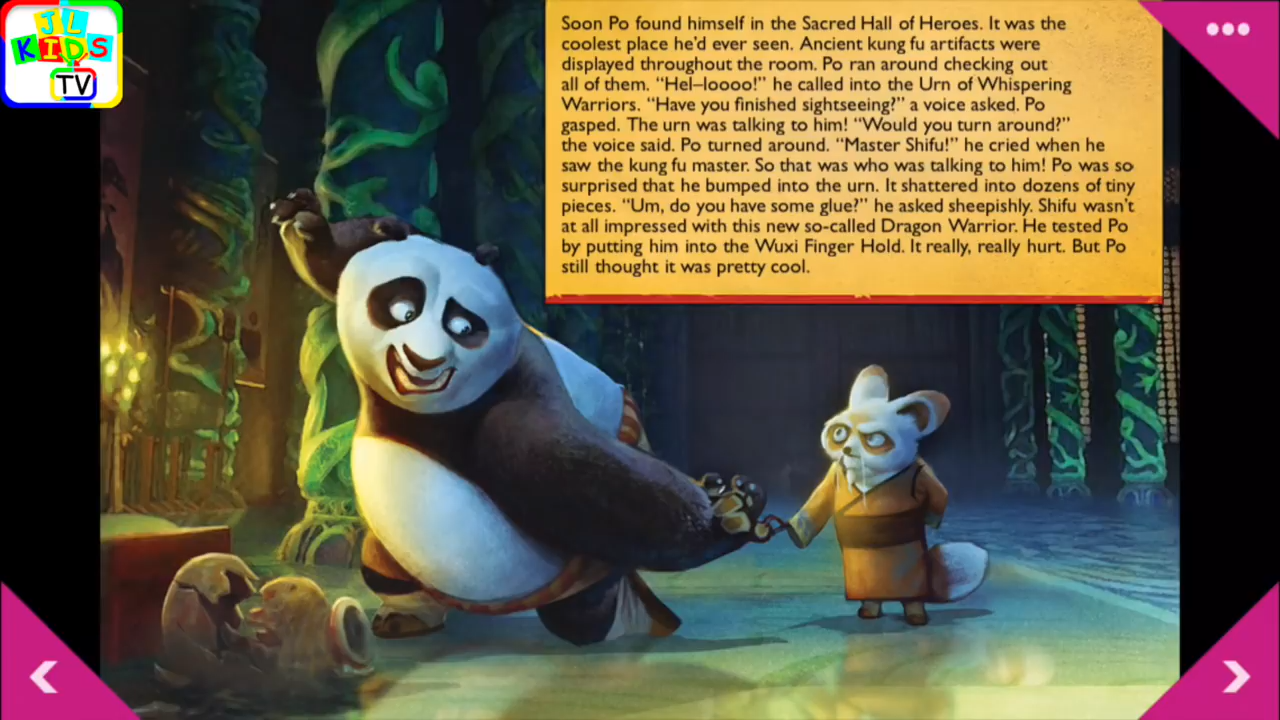 JL
KIDS
TV
Soon Po found himself in the Sacred Hall of Heroes. It was the
coolest place he’d ever seen. Ancient kung fu artifacts were
displayed throughout the room. Po ran around checking out
all of them. “Hel–loooo!” he called into the Urn of Whispering
Warriors. “Have you finished sightseeing?” a voice asked. Po
gasped. The urn was talking to him! “Would you turn around?”
the voice said. Po turned around. “Master Shifu!” he cried when he
saw the kung fu master. So that was who was talking to him! Po was so
surprised that he bumped into the urn. It shattered into dozens of tiny
pieces. “Um, do you have some glue?” he asked sheepishly. Shifu wasn’t
at all impressed with this new so-called Dragon Warrior. He tested Po
by putting him into the Wuxi Finger Hold. It really, really hurt. But Po
still thought it was pretty cool.